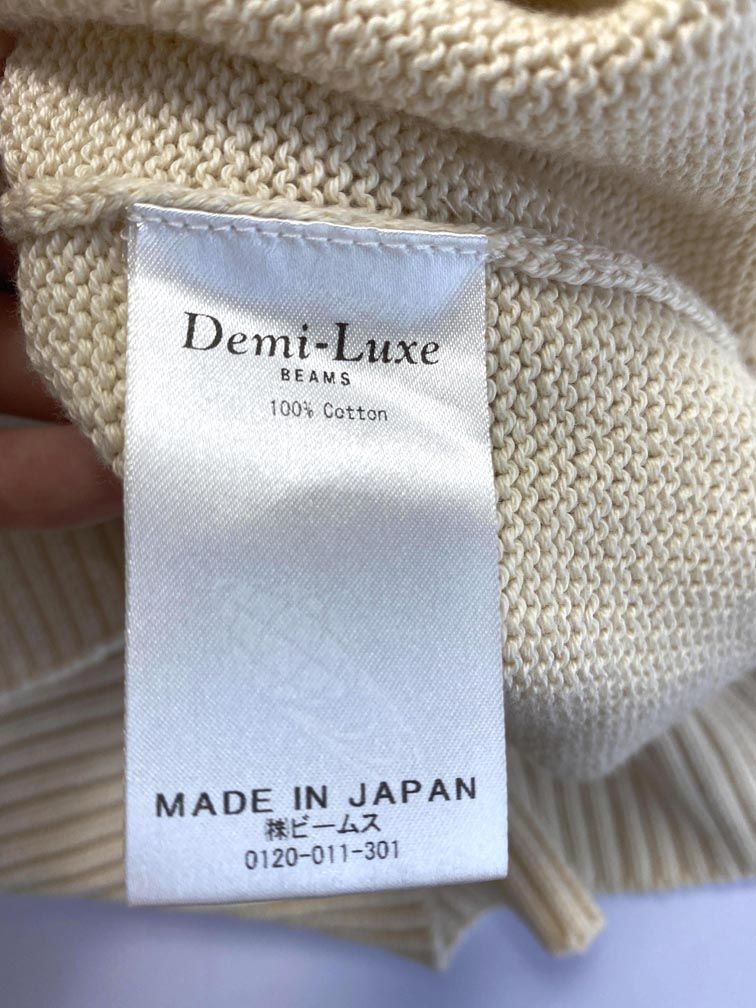 Demi-Luxe
BEAMS
100% Cotton
MADE IN JAPAN
㈱ビームス
0120-011-301